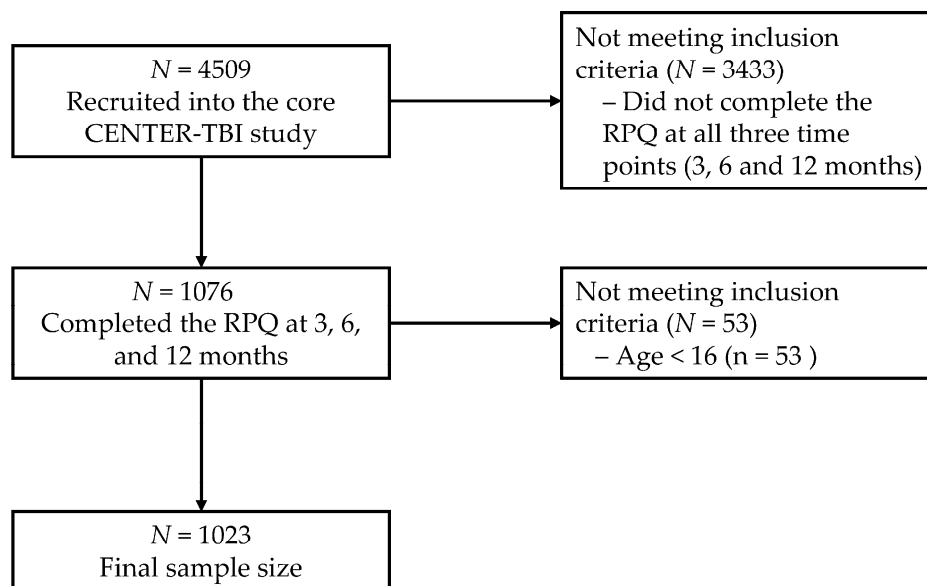 N = 4509
Recruited into the core
CENTER-TBI study
Not meeting inclusion
criteria (N = 3433)
– Did not complete the
RPQ at all three time
points (3, 6 and 12 months)
N = 1076
Completed the RPQ at 3, 6,
and 12 months
Not meeting inclusion
criteria (N = 53)
– Age < 16 (n = 53 )
N = 1023
Final sample size